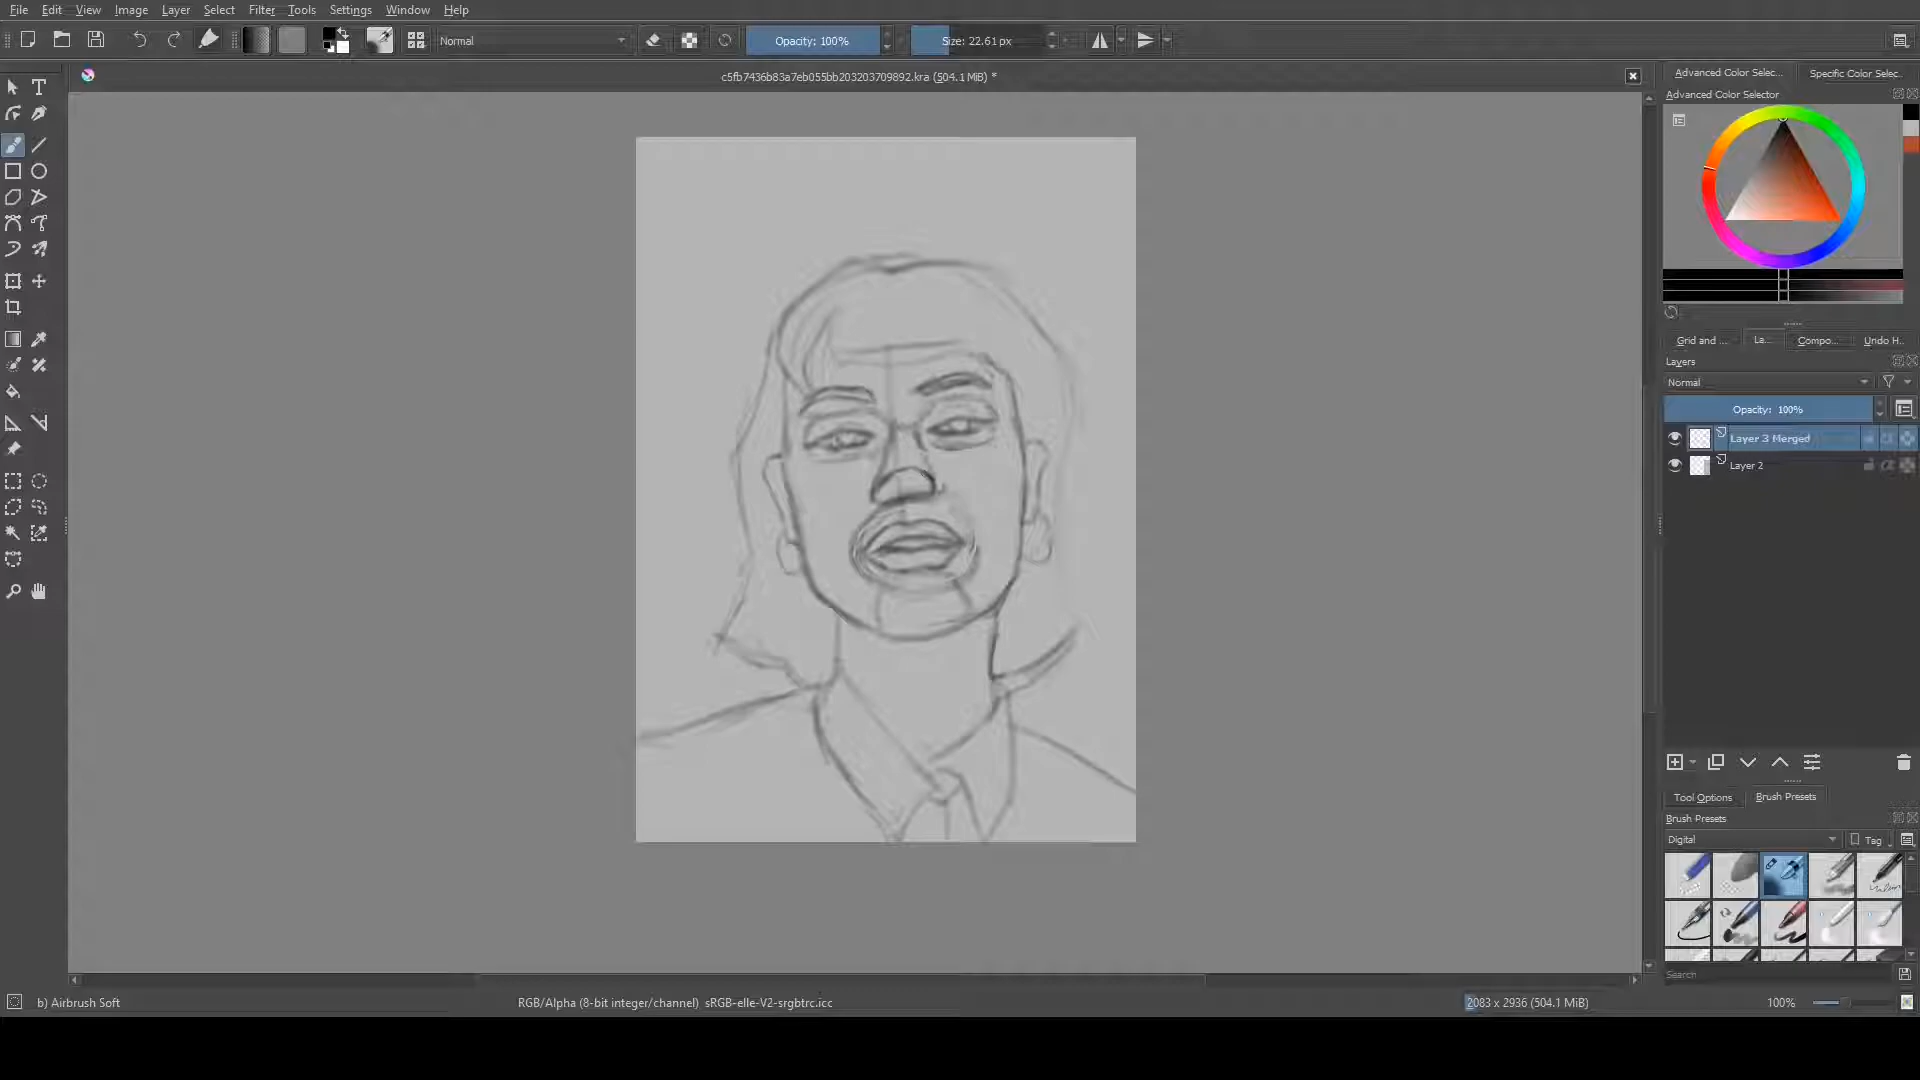 File Edit View Image Layer Select Filter Tools Settings Window Help
Normal Opacity: 100% Size: 22.61 px
c5fb7436b83a7eb055bb203203709892.kra (504.1 MiB) *
Advanced Color Selec... Specific Color Selec...
Advanced Color Selector
Grid and ... La... Compo... Undo H...
Layers
Normal
Opacity: 100%
Layer 3 Merged
Layer 2
Tool Options Brush Presets
Brush Presets
Digital Tag
Search
b) Airbrush Soft RGB/Alpha (8-bit integer/channel) sRGB-elle-V2-srgbtrc.icc 2083 x 2936 (504.1 MiB) 100%